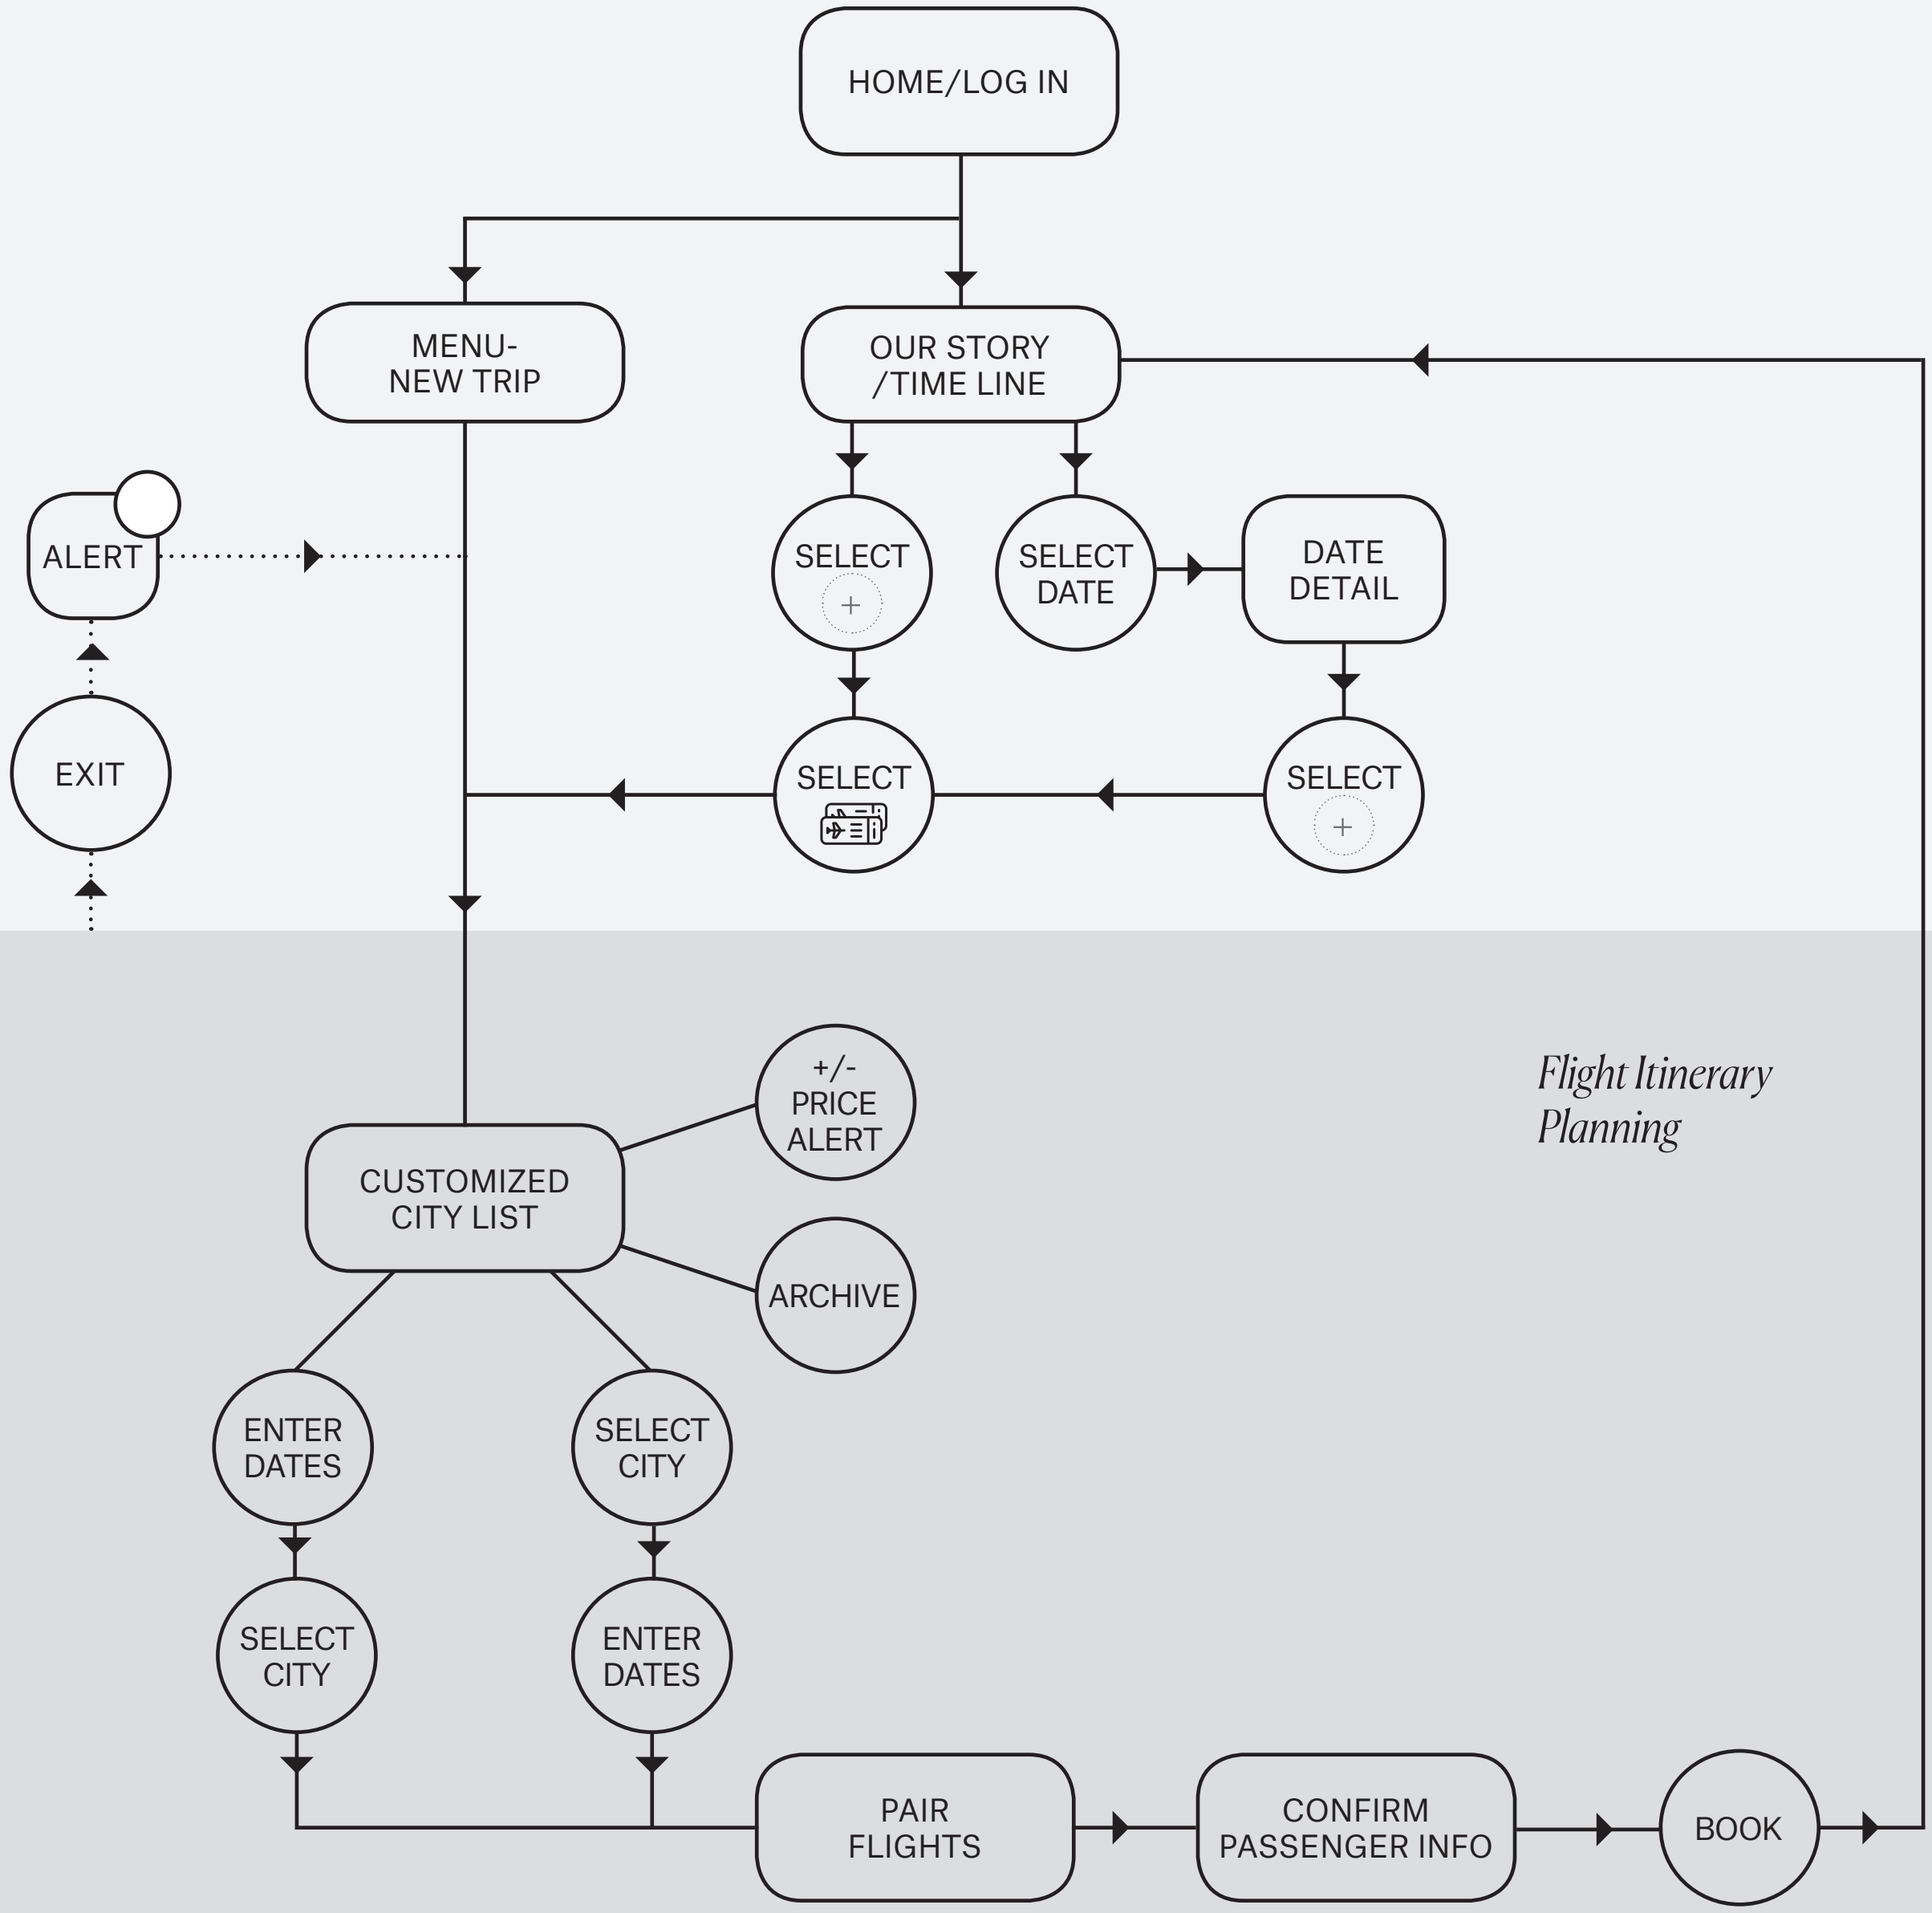 HOME/LOG IN
MENU-
NEW TRIP
OUR STORY
/TIME LINE
ALERT
SELECT
+
SELECT
DATE
DATE
DETAIL
EXIT
SELECT
SELECT
+
Flight Itinerary
Planning
+/-
PRICE
ALERT
CUSTOMIZED
CITY LIST
ARCHIVE
ENTER
DATES
SELECT
CITY
SELECT
CITY
ENTER
DATES
PAIR
FLIGHTS
CONFIRM
PASSENGER INFO
BOOK